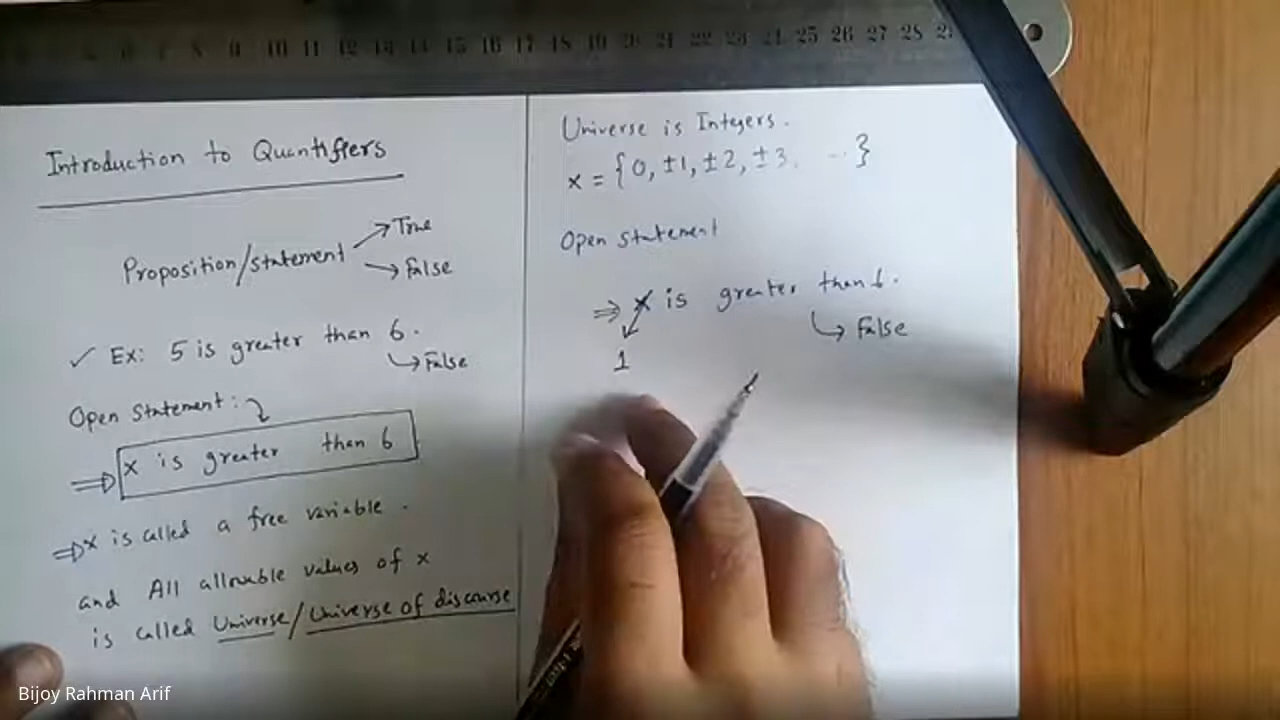 Introduction to Quantifiers
Proposition/statement → True
→ False
✓ Ex: 5 is greater than 6.
↳ False
Open Statement:
⇒ x is greater than 6
⇒ x is called a free variable.
and All allowable values of x
is called Universe/Universe of discourse
Universe is Integers.
x = {0, ±1, ±2, ±3, ...}
Open Statement
⇒ x is greater than 6.
↳ False
1
Bijoy Rahman Arif